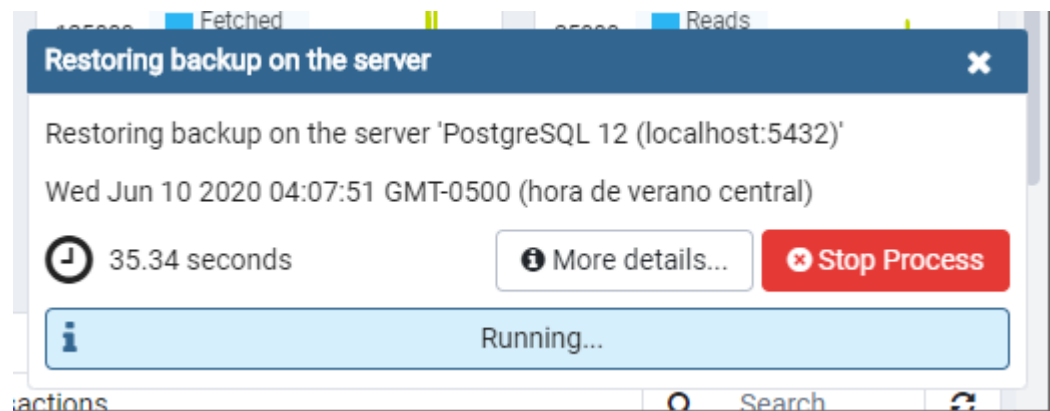 Fetched
Reads
Restoring backup on the server
Restoring backup on the server 'PostgreSQL 12 (localhost:5432)'
Wed Jun 10 2020 04:07:51 GMT-0500 (hora de verano central)
35.34 seconds
More details...
Stop Process
Running...
Search